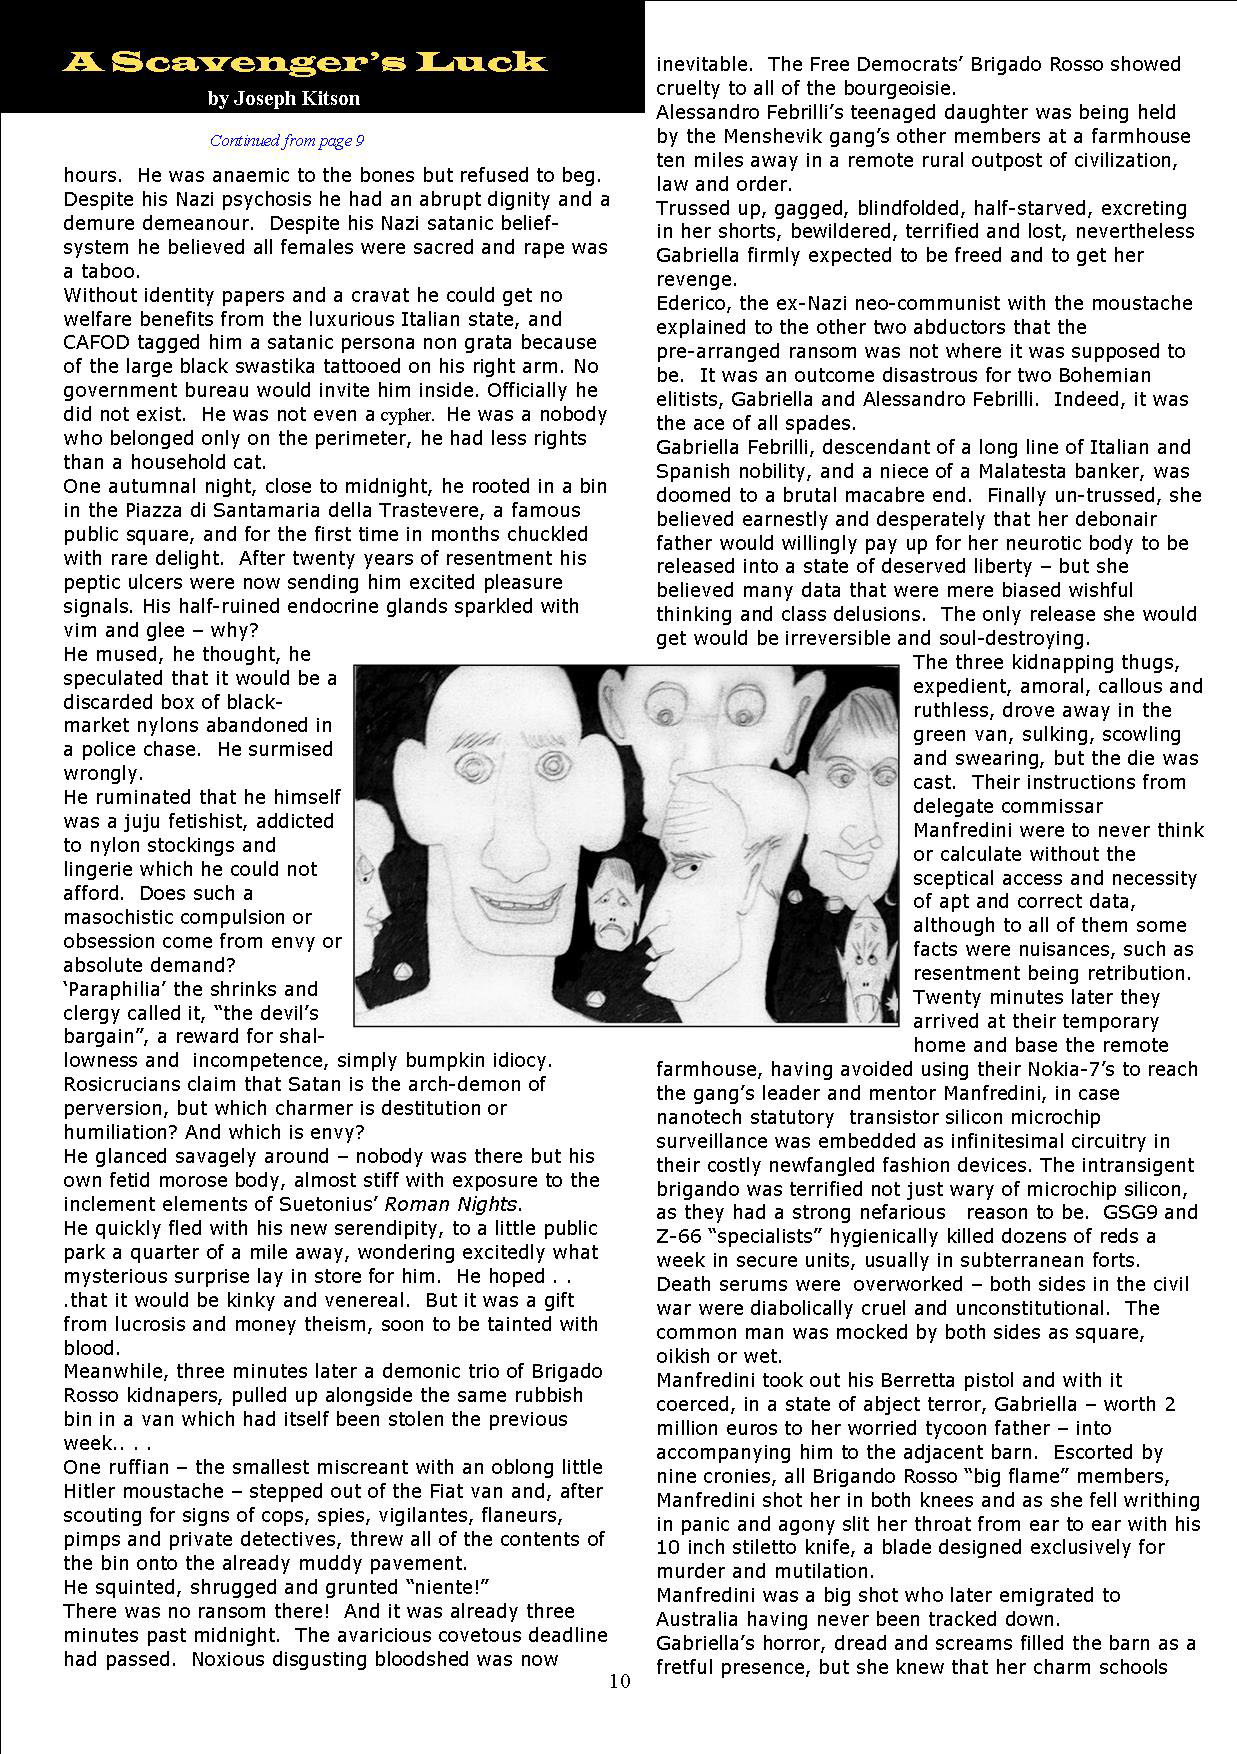 A Scavenger's Luck
by Joseph Kitson
Continued from page 9
hours.  He was anaemic to the bones but refused to beg.
Despite his Nazi psychosis he had an abrupt dignity and a
demure demeanour.  Despite his Nazi satanic belief-
system he believed all females were sacred and rape was
a taboo.
Without identity papers and a cravat he could get no
welfare benefits from the luxurious Italian state, and
CAFOD tagged him a satanic persona non grata because
of the large black swastika tattooed on his right arm. No
government bureau would invite him inside. Officially he
did not exist.  He was not even a cypher.  He was a nobody
who belonged only on the perimeter, he had less rights
than a household cat.
One autumnal night, close to midnight, he rooted in a bin
in the Piazza di Santamaria della Trastevere, a famous
public square, and for the first time in months chuckled
with rare delight.  After twenty years of resentment his
peptic ulcers were now sending him excited pleasure
signals. His half-ruined endocrine glands sparkled with
vim and glee – why?
He mused, he thought, he
speculated that it would be a
discarded box of black-
market nylons abandoned in
a police chase.  He surmised
wrongly.
He ruminated that he himself
was a juju fetishist, addicted
to nylon stockings and
lingerie which he could not
afford.  Does such a
masochistic compulsion or
obsession come from envy or
absolute demand?
‘Paraphilia’ the shrinks and
clergy called it, “the devil’s
bargain”, a reward for shal-
lowness and  incompetence, simply bumpkin idiocy.
Rosicrucians claim that Satan is the arch-demon of
perversion, but which charmer is destitution or
humiliation? And which is envy?
He glanced savagely around – nobody was there but his
own fetid morose body, almost stiff with exposure to the
inclement elements of Suetonius’ Roman Nights.
He quickly fled with his new serendipity, to a little public
park a quarter of a mile away, wondering excitedly what
mysterious surprise lay in store for him.  He hoped . .
.that it would be kinky and venereal.  But it was a gift
from lucrosis and money theism, soon to be tainted with
blood.
Meanwhile, three minutes later a demonic trio of Brigado
Rosso kidnapers, pulled up alongside the same rubbish
bin in a van which had itself been stolen the previous
week.. . .
One ruffian – the smallest miscreant with an oblong little
Hitler moustache – stepped out of the Fiat van and, after
scouting for signs of cops, spies, vigilantes, flaneurs,
pimps and private detectives, threw all of the contents of
the bin onto the already muddy pavement.
He squinted, shrugged and grunted “niente!”
There was no ransom there!  And it was already three
minutes past midnight.  The avaricious covetous deadline
had passed.  Noxious disgusting bloodshed was now
inevitable.  The Free Democrats’ Brigado Rosso showed
cruelty to all of the bourgeoisie.
Alessandro Febrilli’s teenaged daughter was being held
by the Menshevik gang’s other members at a farmhouse
ten miles away in a remote rural outpost of civilization,
law and order.
Trussed up, gagged, blindfolded, half-starved, excreting
in her shorts, bewildered, terrified and lost, nevertheless
Gabriella firmly expected to be freed and to get her
revenge.
Ederico, the ex-Nazi neo-communist with the moustache
explained to the other two abductors that the
pre-arranged ransom was not where it was supposed to
be.  It was an outcome disastrous for two Bohemian
elitists, Gabriella and Alessandro Febrilli.  Indeed, it was
the ace of all spades.
Gabriella Febrilli, descendant of a long line of Italian and
Spanish nobility, and a niece of a Malatesta banker, was
doomed to a brutal macabre end.  Finally un-trussed, she
believed earnestly and desperately that her debonair
father would willingly pay up for her neurotic body to be
released into a state of deserved liberty – but she
believed many data that were mere biased wishful
thinking and class delusions.  The only release she would
get would be irreversible and soul-destroying.
The three kidnapping thugs,
expedient, amoral, callous and
ruthless, drove away in the
green van, sulking, scowling
and swearing, but the die was
cast.  Their instructions from
delegate commissar
Manfredini were to never think
or calculate without the
sceptical access and necessity
of apt and correct data,
although to all of them some
facts were nuisances, such as
resentment being retribution.
Twenty minutes later they
arrived at their temporary
home and base the remote
farmhouse, having avoided using their Nokia-7’s to reach
the gang’s leader and mentor Manfredini, in case
nanotech statutory  transistor silicon microchip
surveillance was embedded as infinitesimal circuitry in
their costly newfangled fashion devices. The intransigent
brigando was terrified not just wary of microchip silicon,
as they had a strong nefarious   reason to be.  GSG9 and
Z-66 “specialists” hygienically killed dozens of reds a
week in secure units, usually in subterranean forts.
Death serums were  overworked – both sides in the civil
war were diabolically cruel and unconstitutional.  The
common man was mocked by both sides as square,
oikish or wet.
Manfredini took out his Berretta pistol and with it
coerced, in a state of abject terror, Gabriella – worth 2
million euros to her worried tycoon father – into
accompanying him to the adjacent barn.  Escorted by
nine cronies, all Brigando Rosso “big flame” members,
Manfredini shot her in both knees and as she fell writhing
in panic and agony slit her throat from ear to ear with his
10 inch stiletto knife, a blade designed exclusively for
murder and mutilation.
Manfredini was a big shot who later emigrated to
Australia having never been tracked down.
Gabriella’s horror, dread and screams filled the barn as a
fretful presence, but she knew that her charm schools
10